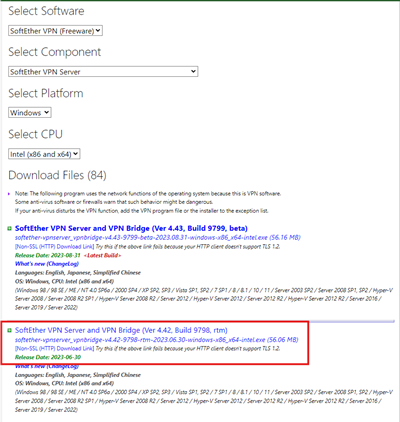 Select Software
SoftEther VPN (Freeware)
Select Component
SoftEther VPN Server
Select Platform
Windows
Select CPU
Intel (x86 and x64)
Download Files (84)
Note: The following program uses the network functions of the operating system because this is VPN software.
Some anti-virus software or firewalls warn that such behavior might be dangerous.
If your anti-virus disturbs the VPN function, add the VPN program file or the installer to the exception list.
SoftEther VPN Server and VPN Bridge (Ver 4.43, Build 9799, beta)
softether-vpnserver_vpnbridge-v4.43-9799-beta-2023.08.31-windows-x86_x64-intel.exe (56.16 MB)
[Non-SSL (HTTP) Download Link] Try this if the above link fails because your HTTP client doesn't support TLS 1.2.
Release Date: 2023-08-31 <Latest Build>
What's new (ChangeLog)
Languages: English, Japanese, Simplified Chinese
OS: Windows, CPU: Intel (x86 and x64)
(Windows 98 / 98 SE / ME / NT 4.0 SP6a / 2000 SP4 / XP SP2, SP3 / Vista SP1, SP2 / 7 SP1 / 8 / 8.1 / 10 / 11 / Server 2003 SP2 / Server 2008 SP1, SP2 / Hyper-V
Server 2008 / Server 2008 R2 SP1 / Hyper-V Server 2008 R2 / Server 2012 / Hyper-V Server 2012 / Server 2012 R2 / Hyper-V Server 2012 R2 / Server 2016 /
Server 2019 / Server 2022)
SoftEther VPN Server and VPN Bridge (Ver 4.42, Build 9798, rtm)
softether-vpnserver_vpnbridge-v4.42-9798-rtm-2023.06.30-windows-x86_x64-intel.exe (56.06 MB)
[Non-SSL (HTTP) Download Link] Try this if the above link fails because your HTTP client doesn't support TLS 1.2.
Release Date: 2023-06-30
What's new (ChangeLog)
Languages: English, Japanese, Simplified Chinese
OS: Windows, CPU: Intel (x86 and x64)
(Windows 98 / 98 SE / ME / NT 4.0 SP6a / 2000 SP4 / XP SP2, SP3 / Vista SP1, SP2 / 7 SP1 / 8 / 8.1 / 10 / 11 / Server 2003 SP2 / Server 2008 SP1, SP2 / Hyper-V
Server 2008 / Server 2008 R2 SP1 / Hyper-V Server 2008 R2 / Server 2012 / Hyper-V Server 2012 / Server 2012 R2 / Hyper-V Server 2012 R2 / Server 2016 /
Server 2019 / Server 2022)